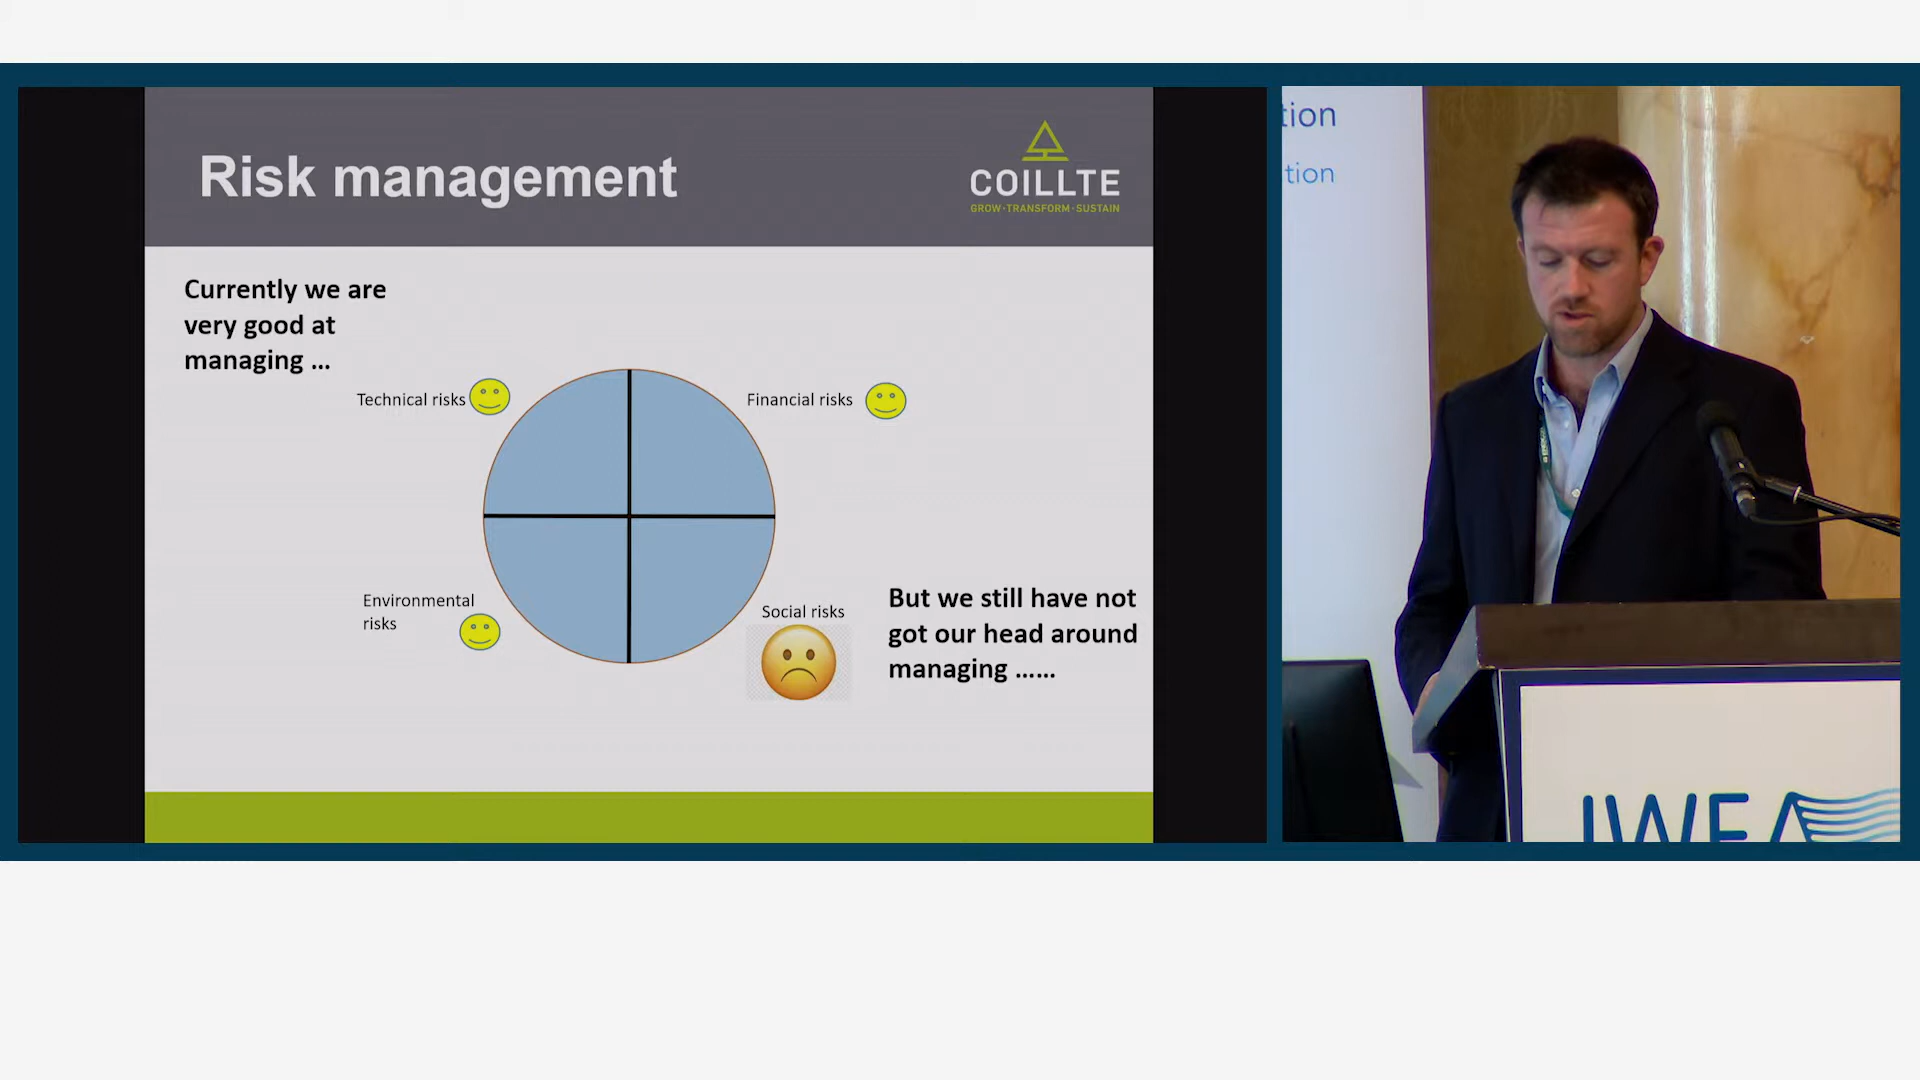 Risk management
COILLTE
GROW·TRANSFORM·SUSTAIN
Currently we are
very good at
managing ...
Technical risks
Financial risks
Environmental
risks
Social risks
But we still have not
got our head around
managing ......
tion
tion
IWEA